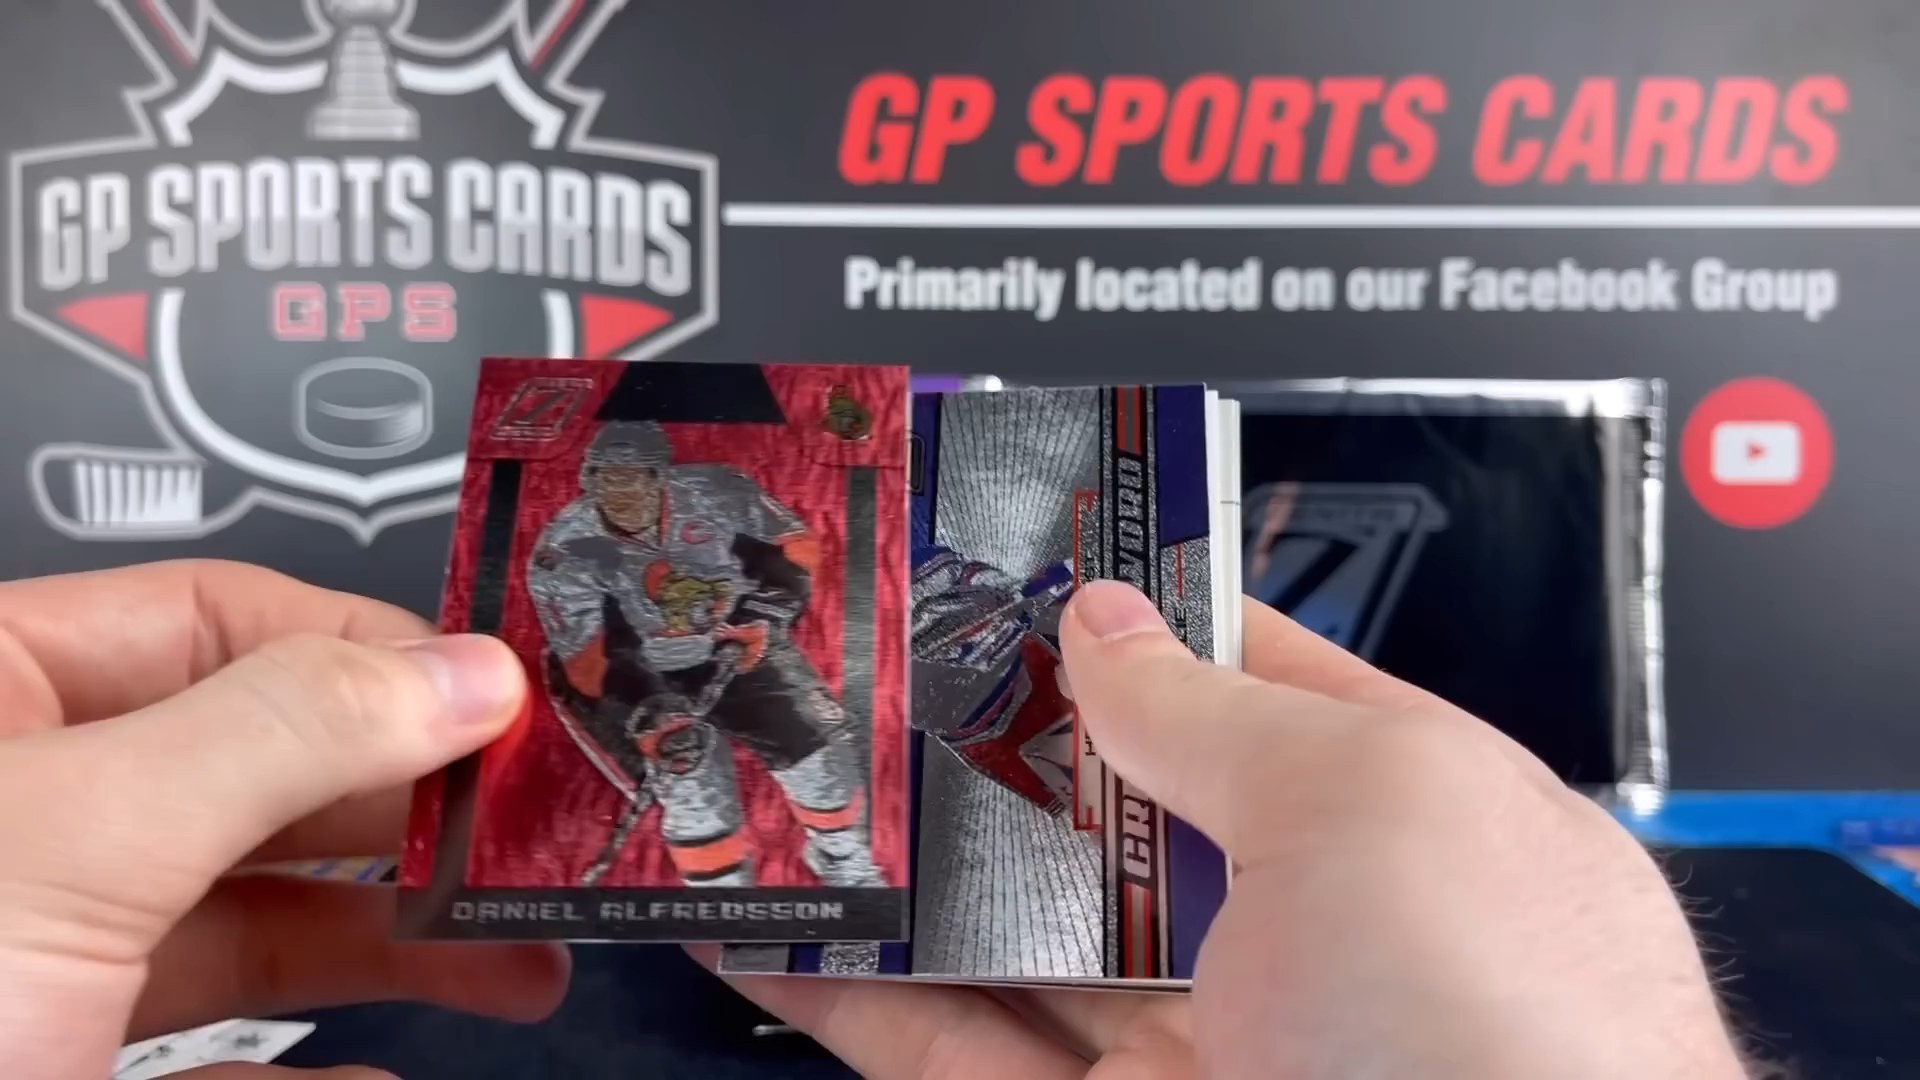 GP SPORTS CARDS
GPS
GP SPORTS CARDS
Primarily located on our Facebook Group
Z
DANIEL ALFREDSSON